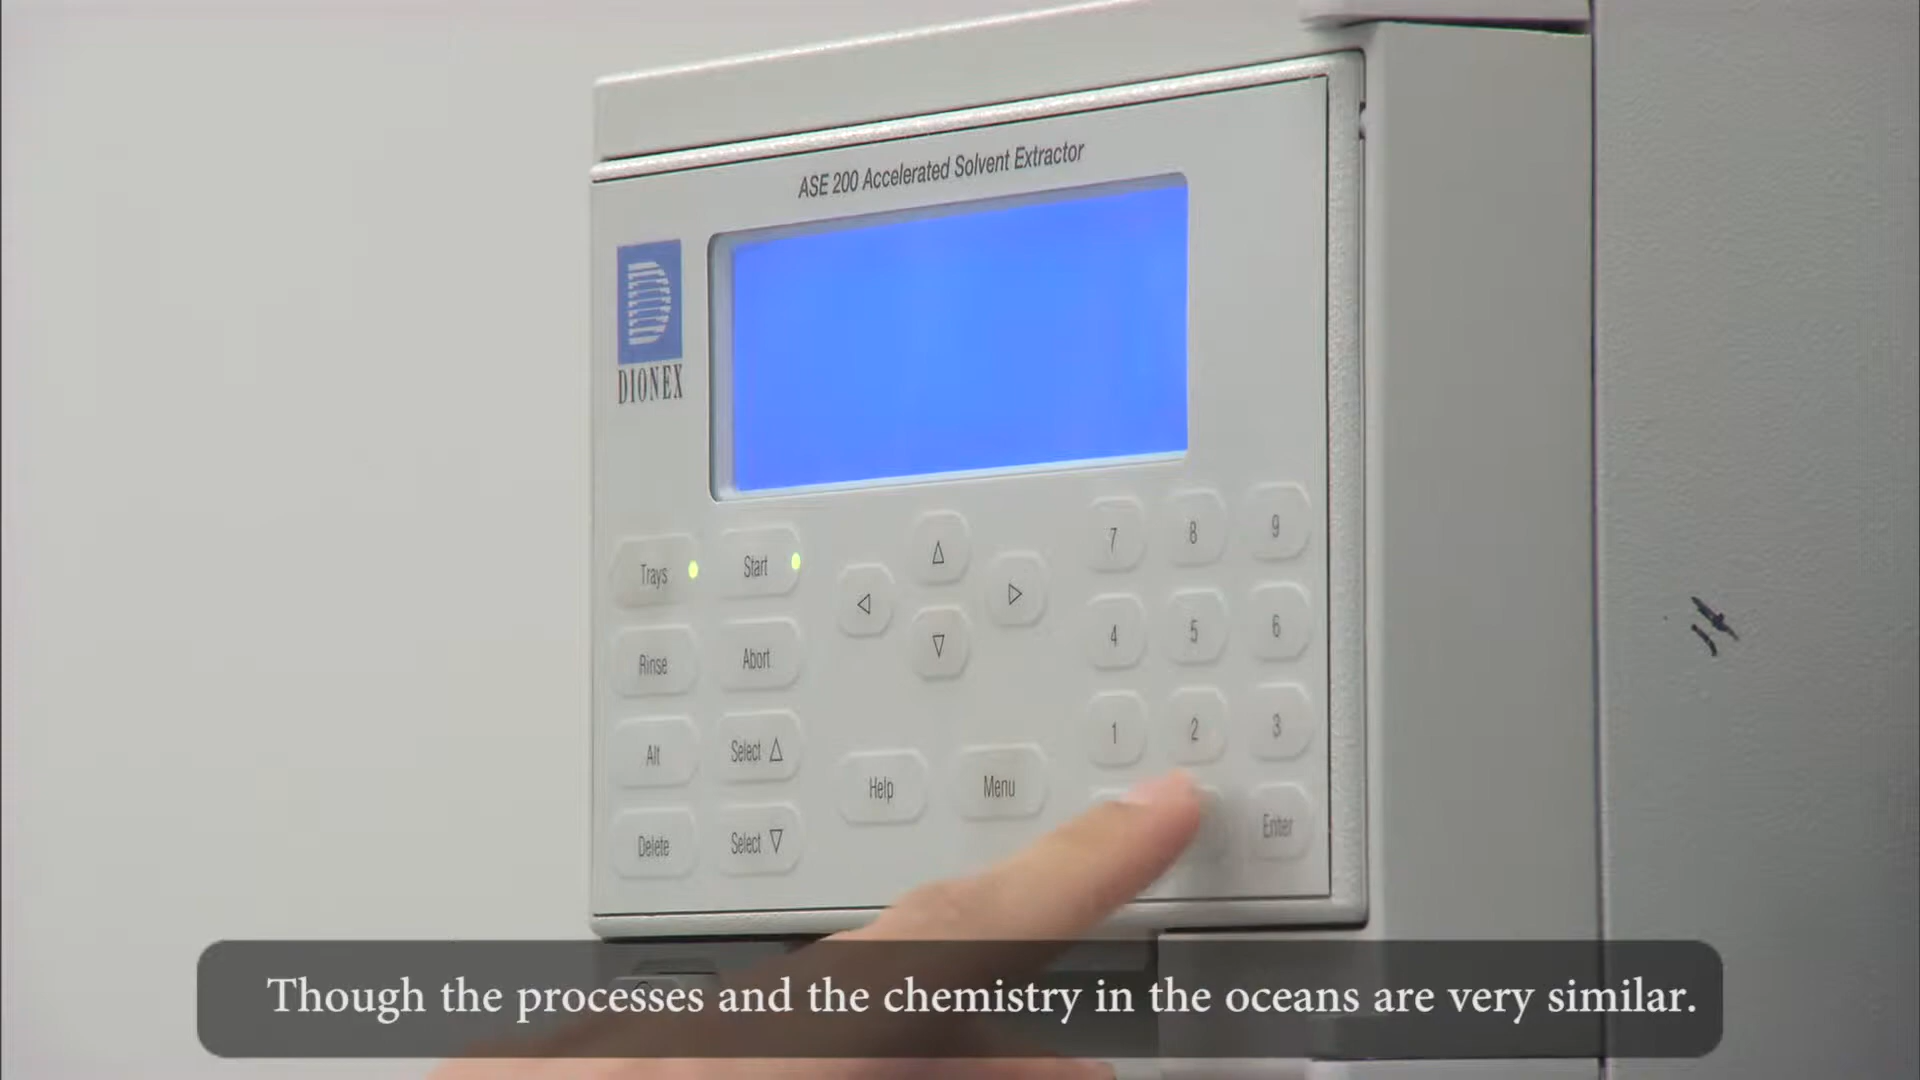 ASE 200 Accelerated Solvent Extractor
DIONEX
Trays
Start
7
8
9
Rinse
Abort
4
5
6
Alt
Select △
1
2
3
Help
Menu
Delete
Select ▽
Enter
Though the processes and the chemistry in the oceans are very similar.